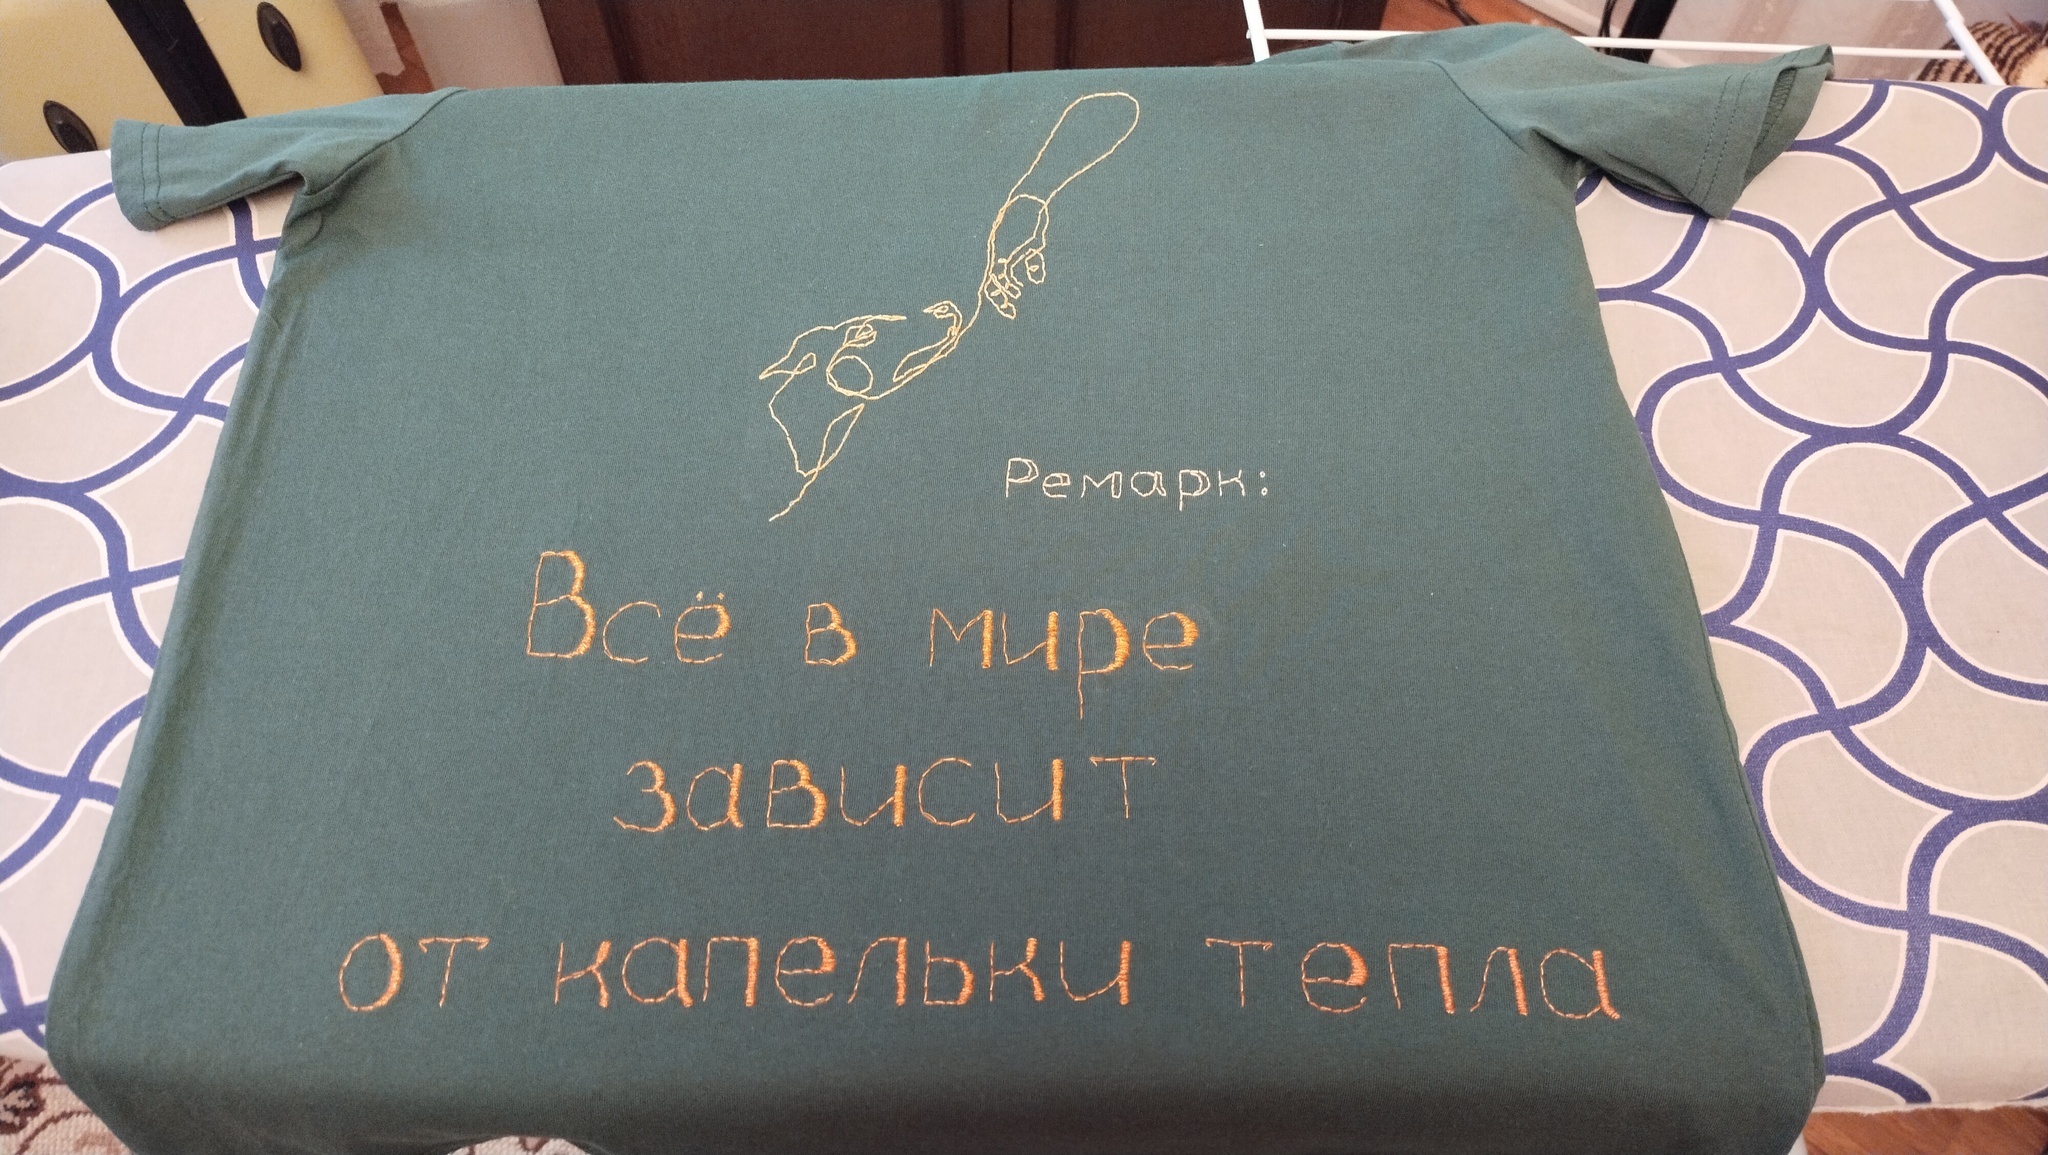 Ремарк:
Всё в мире
зависит
от капельки тепла